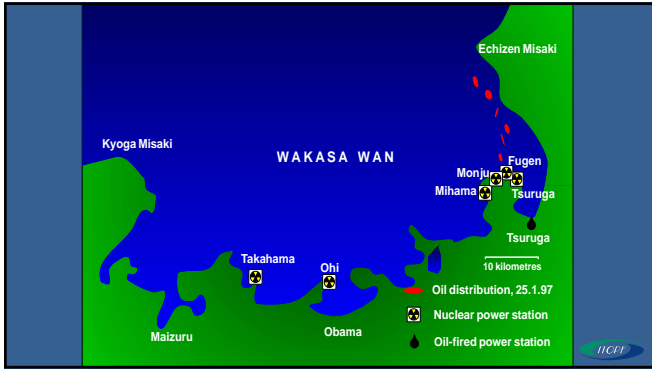 Echizen Misaki
Kyoga Misaki
WAKASA WAN
Fugen
Monju
Mihama
Tsuruga
Tsuruga
10 kilometres
Takahama
Ohi
Oil distribution, 25.1.97
Nuclear power station
Obama
Maizuru
Oil-fired power station
ITOPF